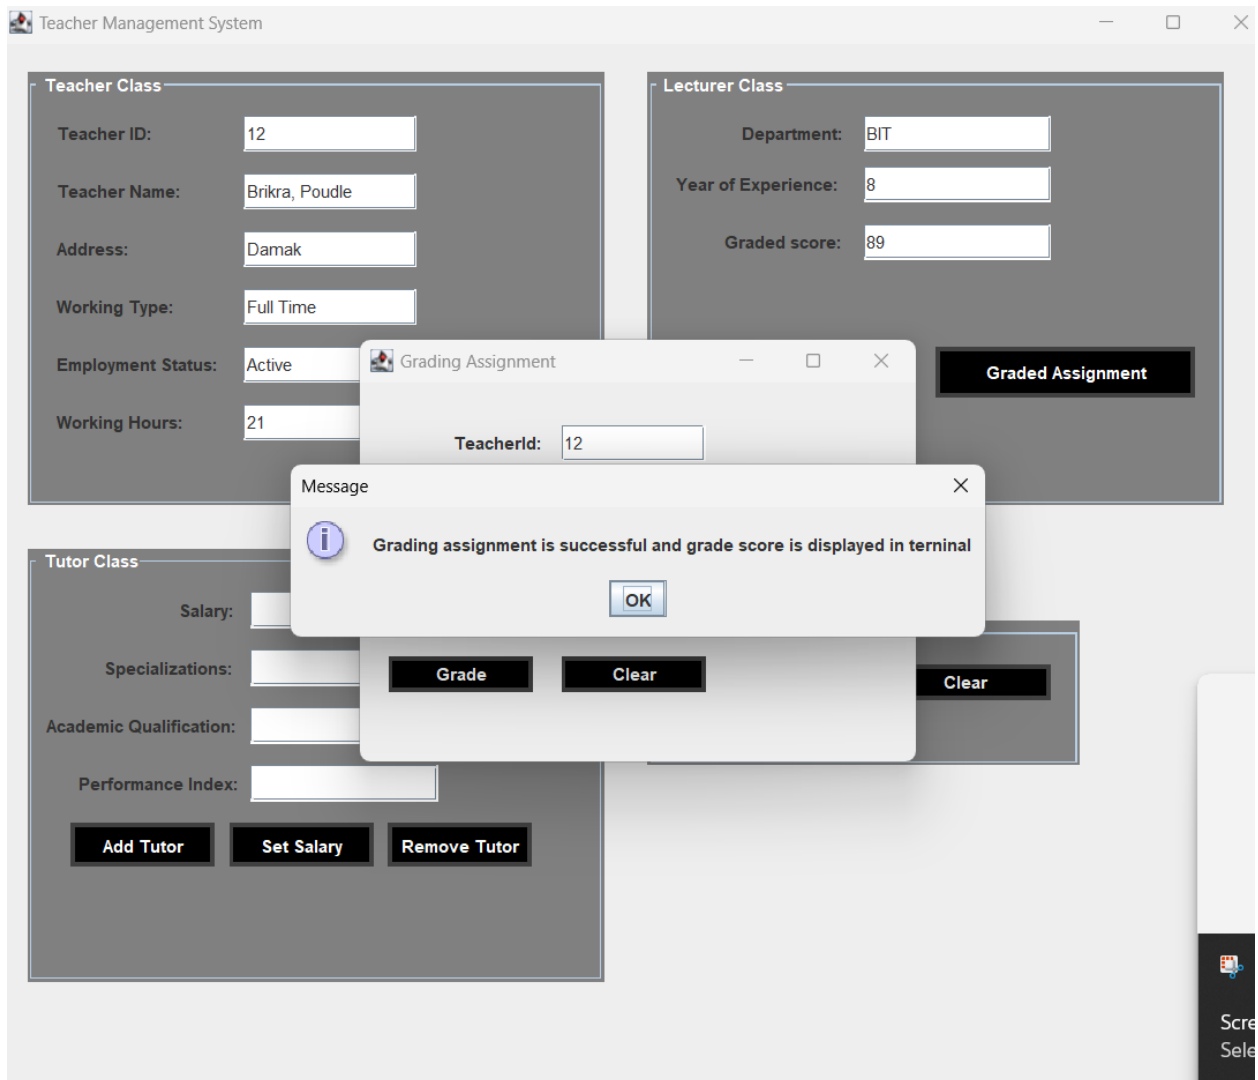 Teacher Management System
Teacher Class
Teacher ID: 12
Teacher Name: Brikra, Poudle
Address: Damak
Working Type: Full Time
Employment Status: Active
Working Hours: 21
Lecturer Class
Department: BIT
Year of Experience: 8
Graded score: 89
Graded Assignment
Grading Assignment
TeacherId: 12
Message
Grading assignment is successful and grade score is displayed in terninal
OK
Grade
Clear
Clear
Tutor Class
Salary:
Specializations:
Academic Qualification:
Performance Index:
Add Tutor
Set Salary
Remove Tutor
Scre
Sele